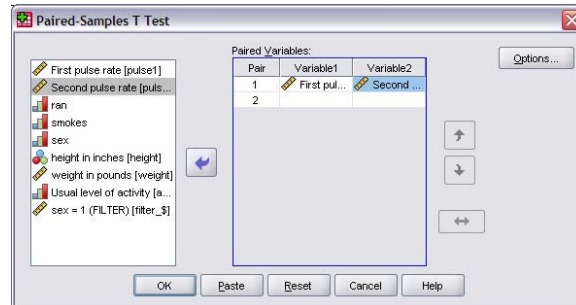 Paired-Samples T Test
First pulse rate [pulse1]
Second pulse rate [puls...
ran
smokes
sex
height in inches [height]
weight in pounds [weight]
Usual level of activity [a...
sex = 1 (FILTER) [filter_$]
Paired Variables:
Pair Variable1 Variable2
1 First pul... Second ...
2
Options...
OK Paste Reset Cancel Help